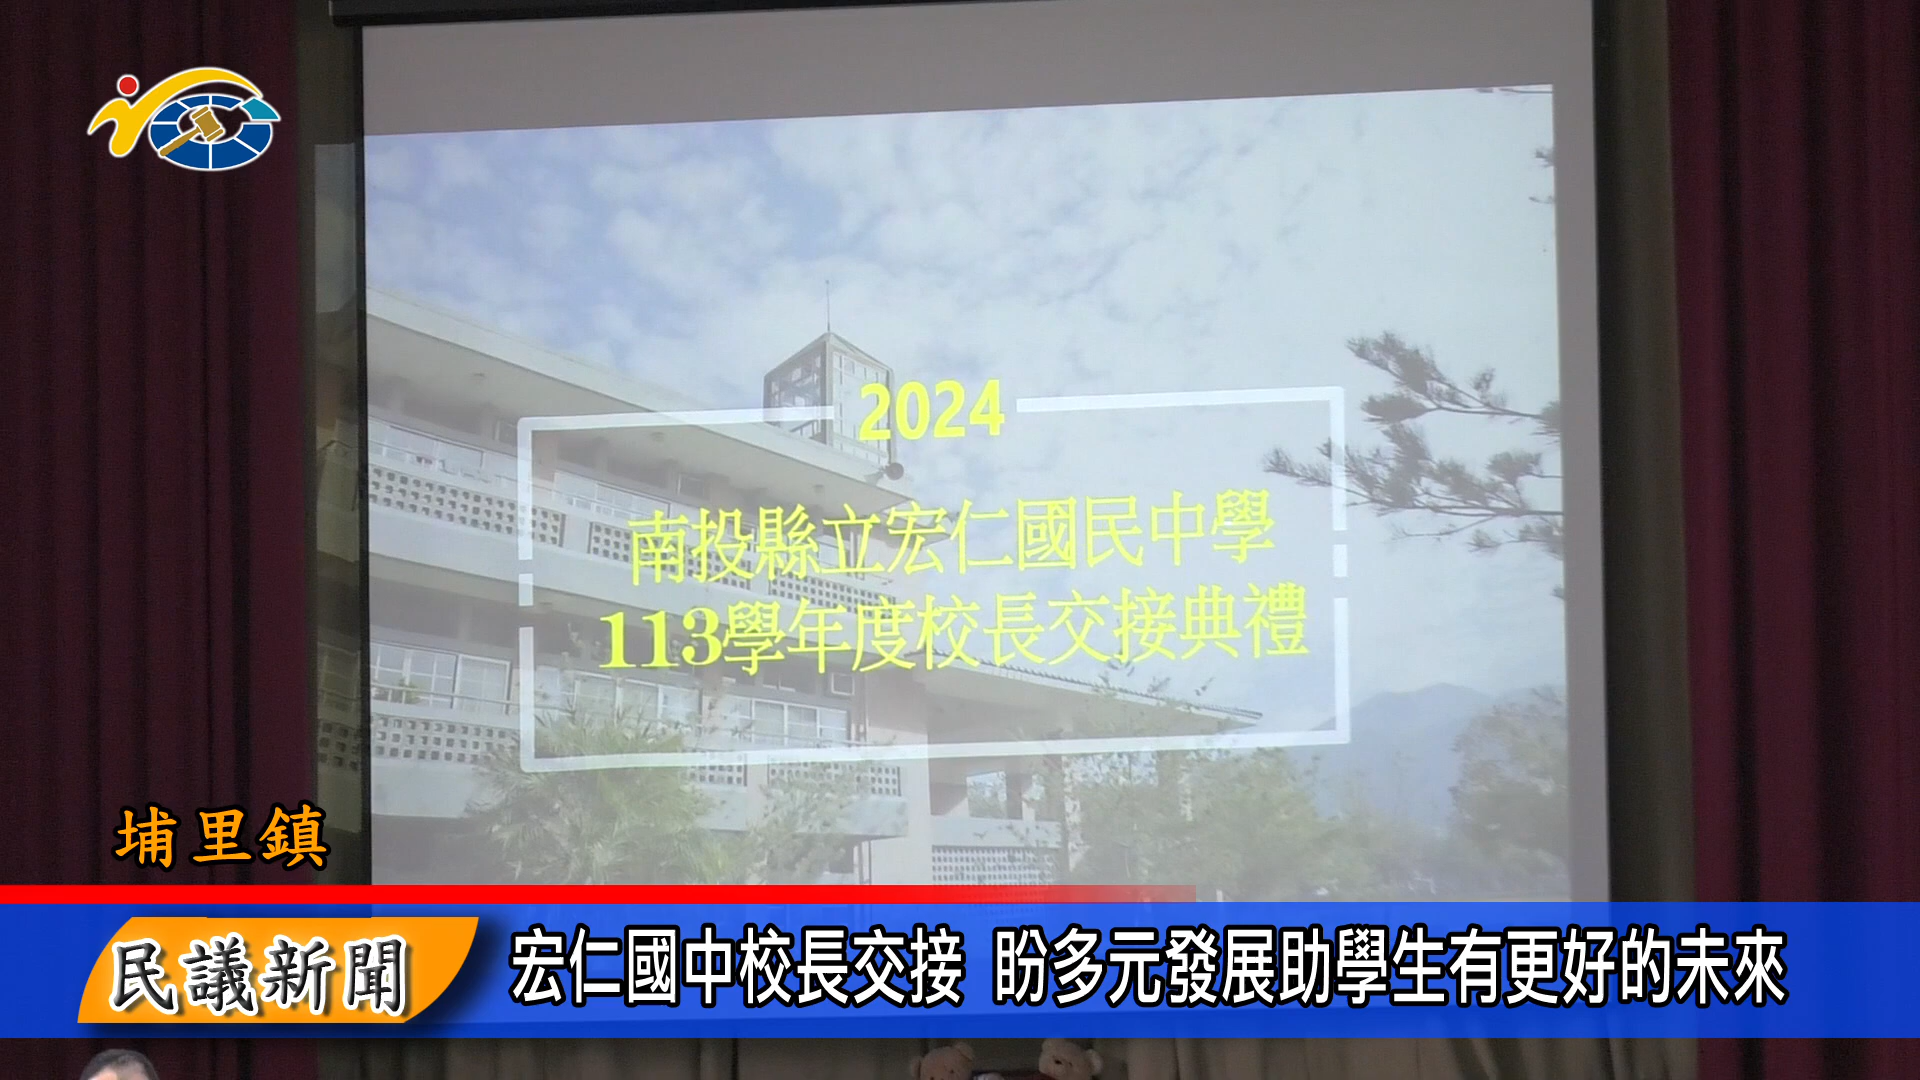 2024
南投縣立宏仁國民中學
113學年度校長交接典禮
埔里鎮
民議新聞
宏仁國中校長交接 盼多元發展助學生有更好的未來